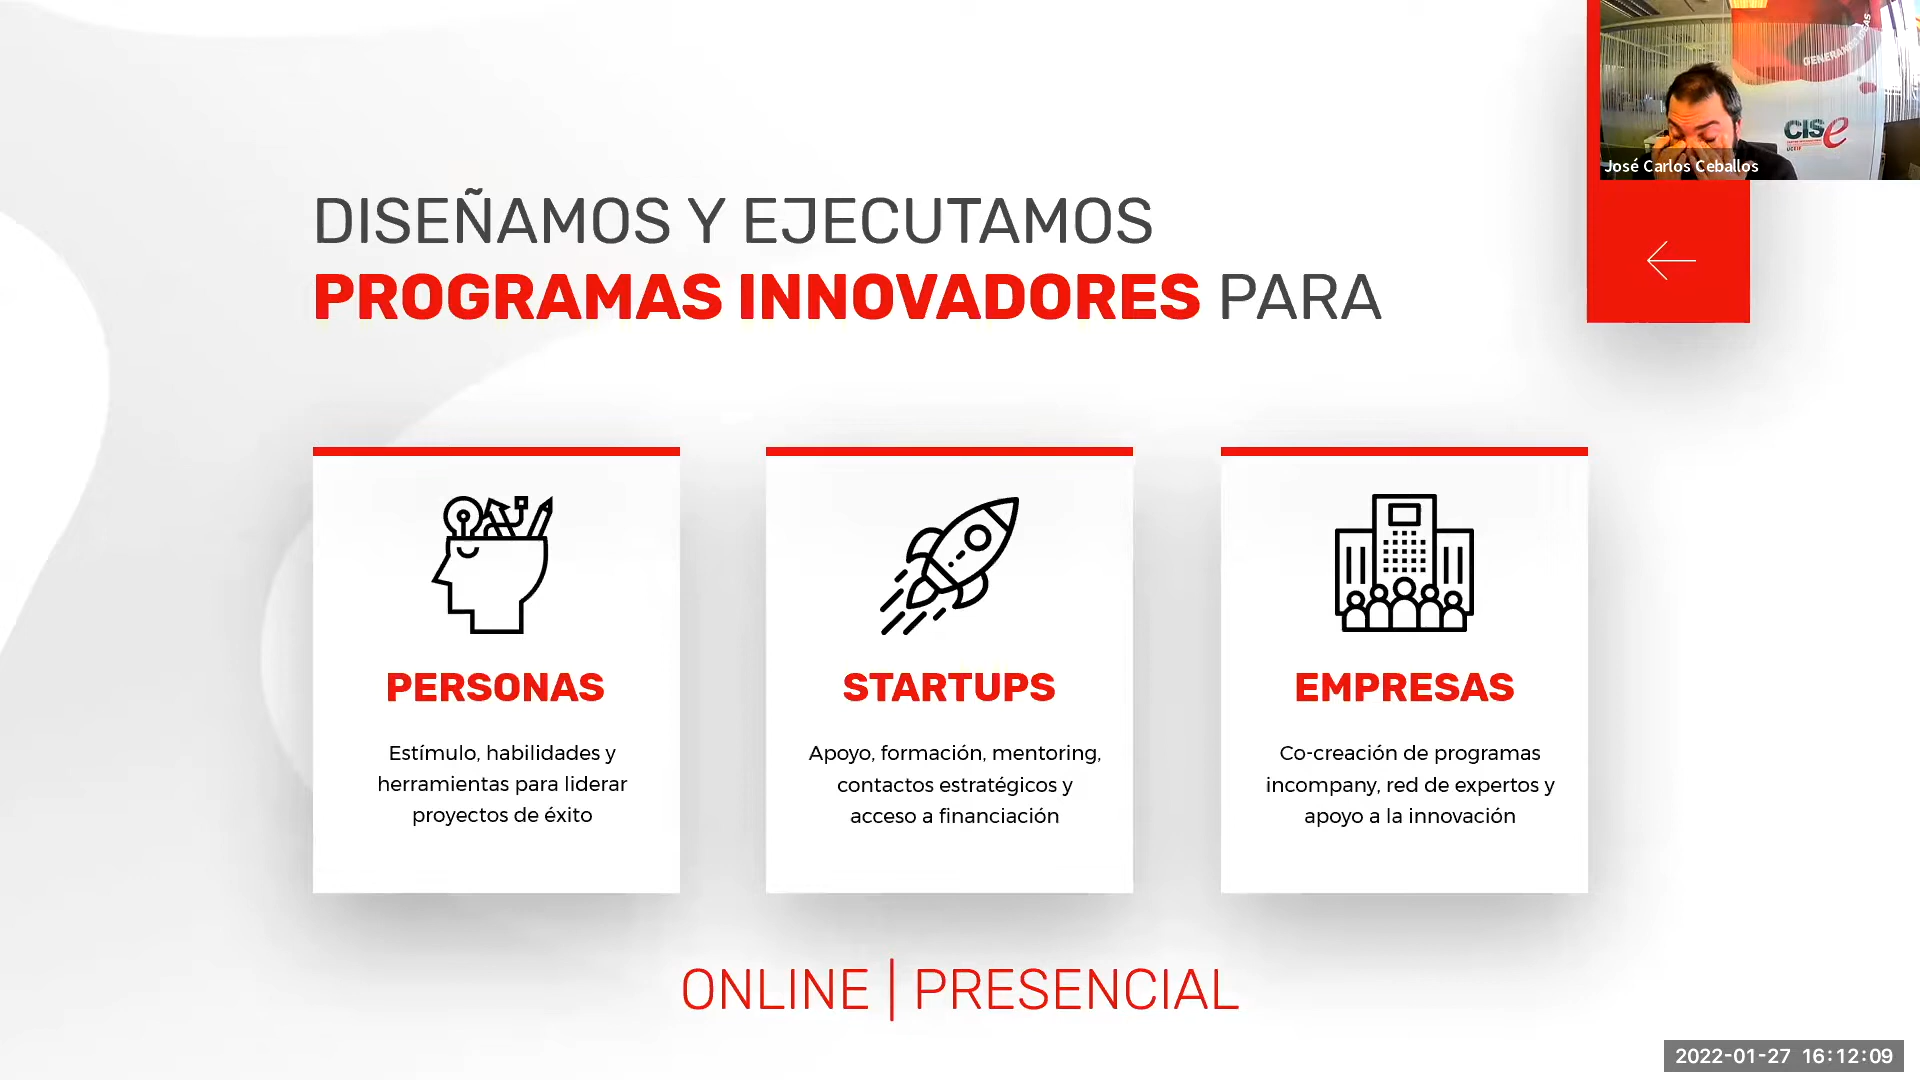 GENERANDO IDEAS
CISe
José Carlos Ceballos
DISEÑAMOS Y EJECUTAMOS
PROGRAMAS INNOVADORES PARA
PERSONAS
Estímulo, habilidades y
herramientas para liderar
proyectos de éxito
STARTUPS
Apoyo, formación, mentoring,
contactos estratégicos y
acceso a financiación
EMPRESAS
Co-creación de programas
incompany, red de expertos y
apoyo a la innovación
ONLINE | PRESENCIAL
2022-01-27 16:12:09